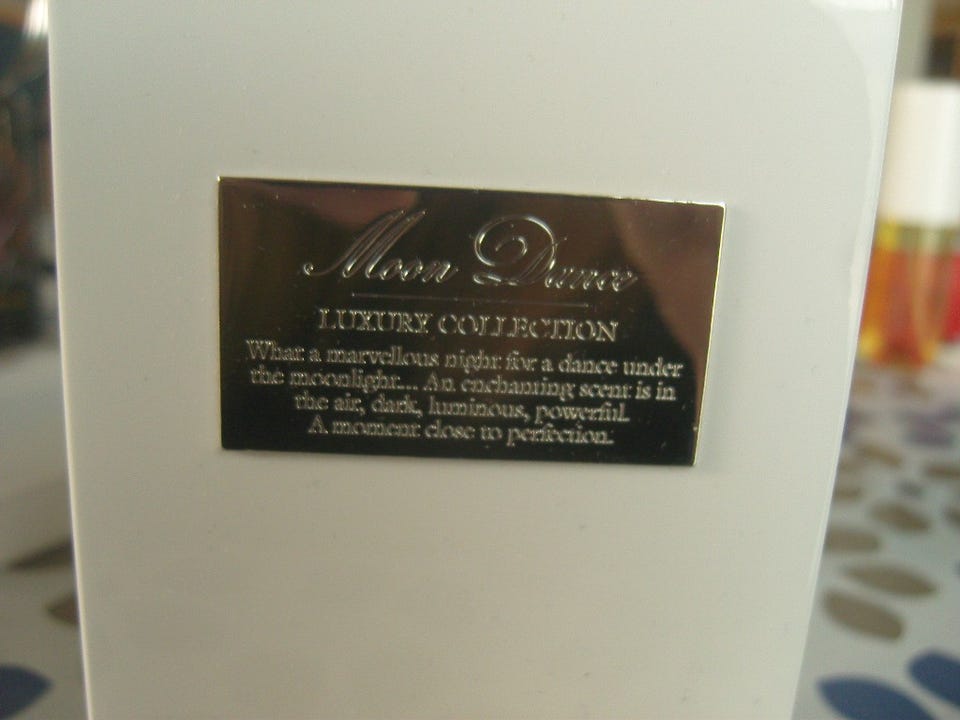 Moon Dance
LUXURY COLLECTION
What a marvellous night for a dance under
the moonlight.... An enchanting scent is in
the air, dark, luminous, powerful.
A moment close to perfection.